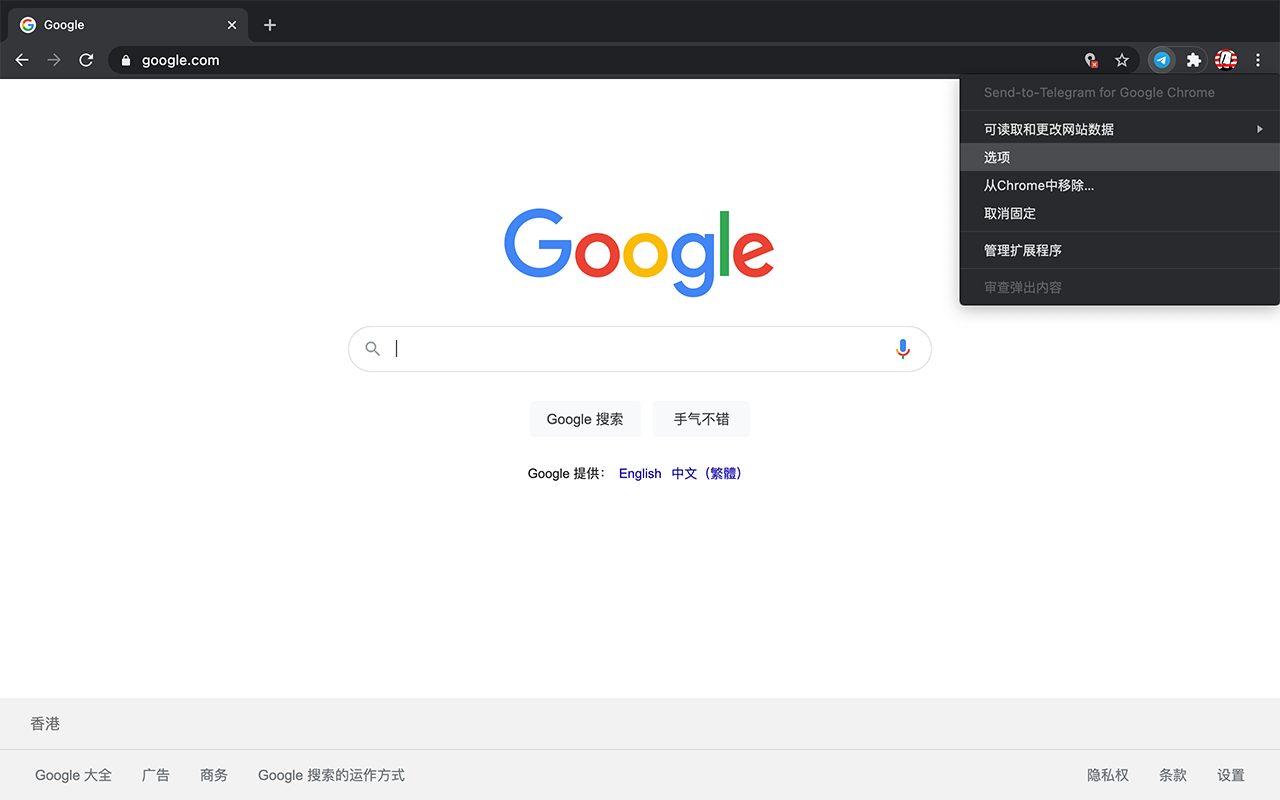 Google
google.com
Send-to-Telegram for Google Chrome
可读取和更改网站数据
选项
从Chrome中移除...
取消固定
管理扩展程序
审查弹出内容
Google
Google 搜索 手气不错
Google 提供： English 中文（繁體）
香港
Google 大全 广告 商务 Google 搜索的运作方式 隐私权 条款 设置